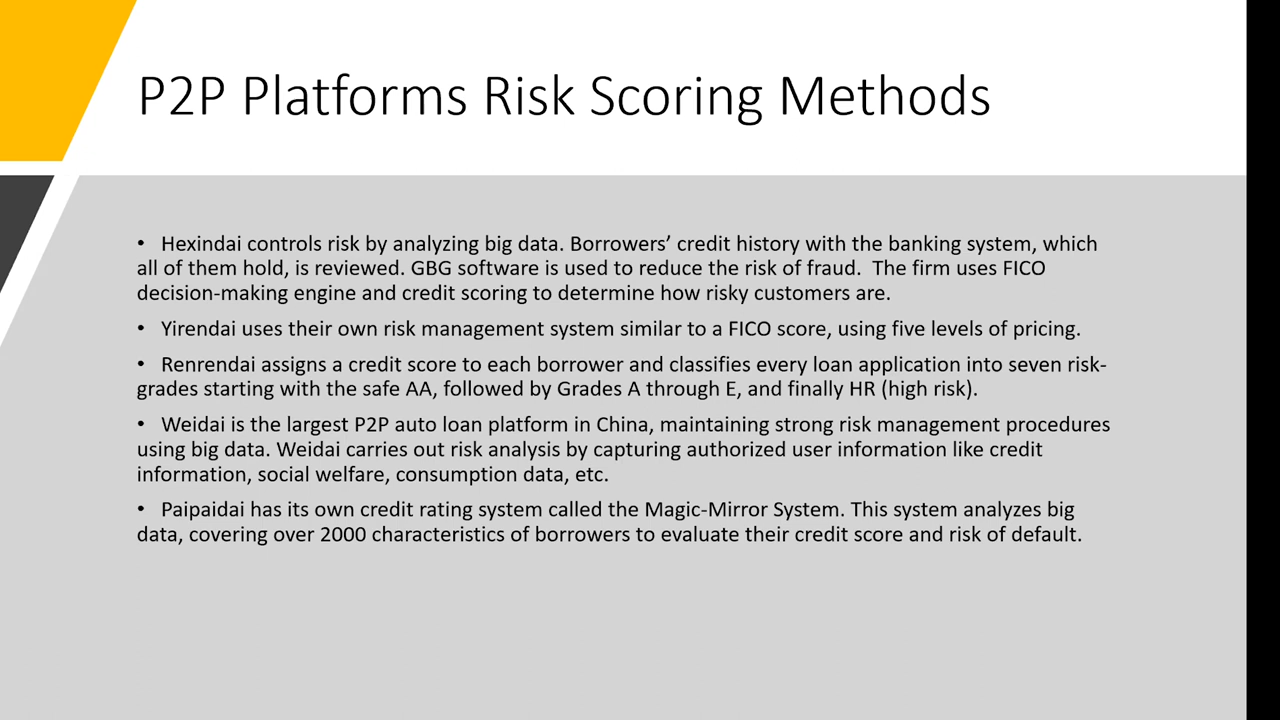 P2P Platforms Risk Scoring Methods
• Hexindai controls risk by analyzing big data. Borrowers’ credit history with the banking system, which
all of them hold, is reviewed. GBG software is used to reduce the risk of fraud.  The firm uses FICO
decision-making engine and credit scoring to determine how risky customers are.
• Yirendai uses their own risk management system similar to a FICO score, using five levels of pricing.
• Renrendai assigns a credit score to each borrower and classifies every loan application into seven risk-
grades starting with the safe AA, followed by Grades A through E, and finally HR (high risk).
• Weidai is the largest P2P auto loan platform in China, maintaining strong risk management procedures
using big data. Weidai carries out risk analysis by capturing authorized user information like credit
information, social welfare, consumption data, etc.
• Paipaidai has its own credit rating system called the Magic-Mirror System. This system analyzes big
data, covering over 2000 characteristics of borrowers to evaluate their credit score and risk of default.